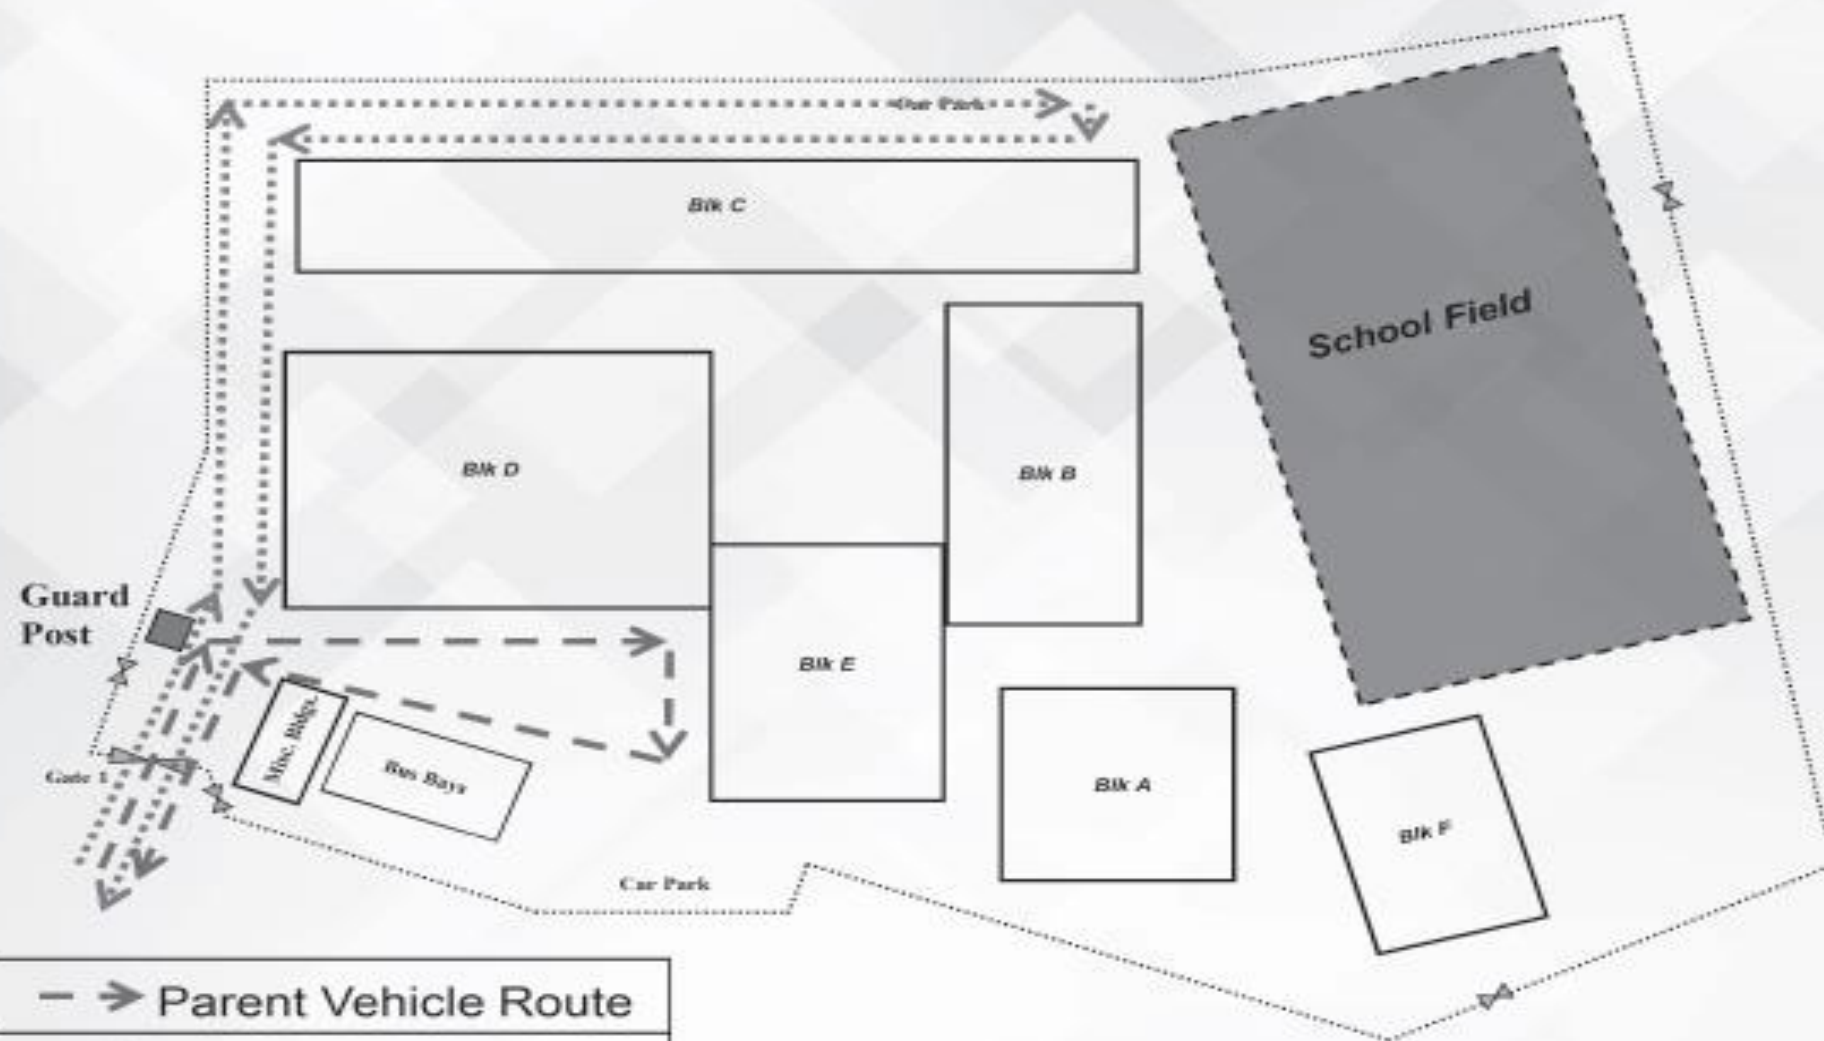 Car Park
Blk C
School Field
Blk D
Blk B
Guard
Post
Blk E
Misc. Bldgs.
Bus Bays
Gate 1
Blk A
Blk F
Car Park
Parent Vehicle Route